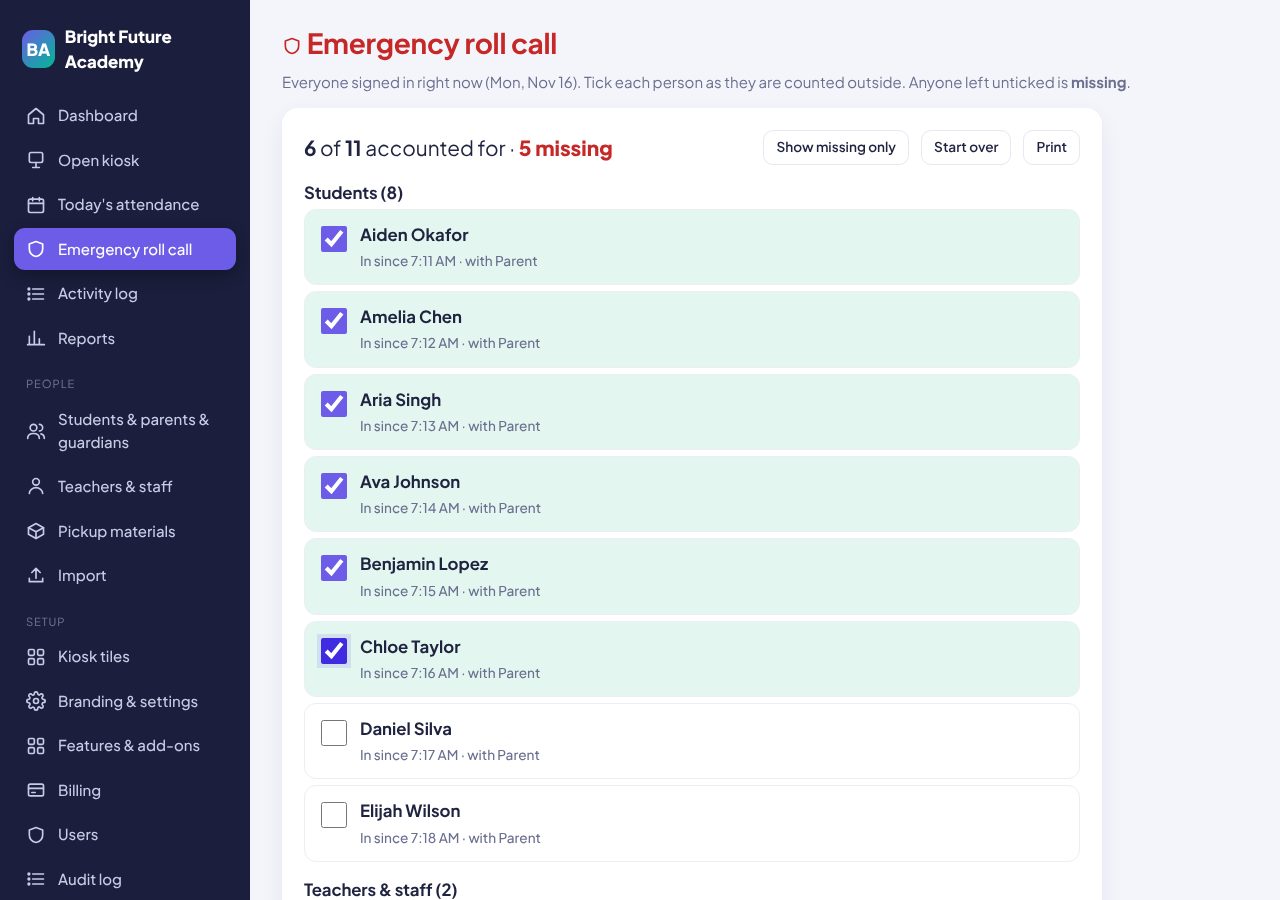 BA
Bright Future
Academy
Dashboard
Open kiosk
Today's attendance
Emergency roll call
Activity log
Reports
PEOPLE
Students & parents &
guardians
Teachers & staff
Pickup materials
Import
SETUP
Kiosk tiles
Branding & settings
Features & add-ons
Billing
Users
Audit log
Emergency roll call
Everyone signed in right now (Mon, Nov 16). Tick each person as they are counted outside. Anyone left unticked is missing.
6 of 11 accounted for · 5 missing
Show missing only
Start over
Print
Students (8)
Aiden Okafor
In since 7:11 AM · with Parent
Amelia Chen
In since 7:12 AM · with Parent
Aria Singh
In since 7:13 AM · with Parent
Ava Johnson
In since 7:14 AM · with Parent
Benjamin Lopez
In since 7:15 AM · with Parent
Chloe Taylor
In since 7:16 AM · with Parent
Daniel Silva
In since 7:17 AM · with Parent
Elijah Wilson
In since 7:18 AM · with Parent
Teachers & staff (2)